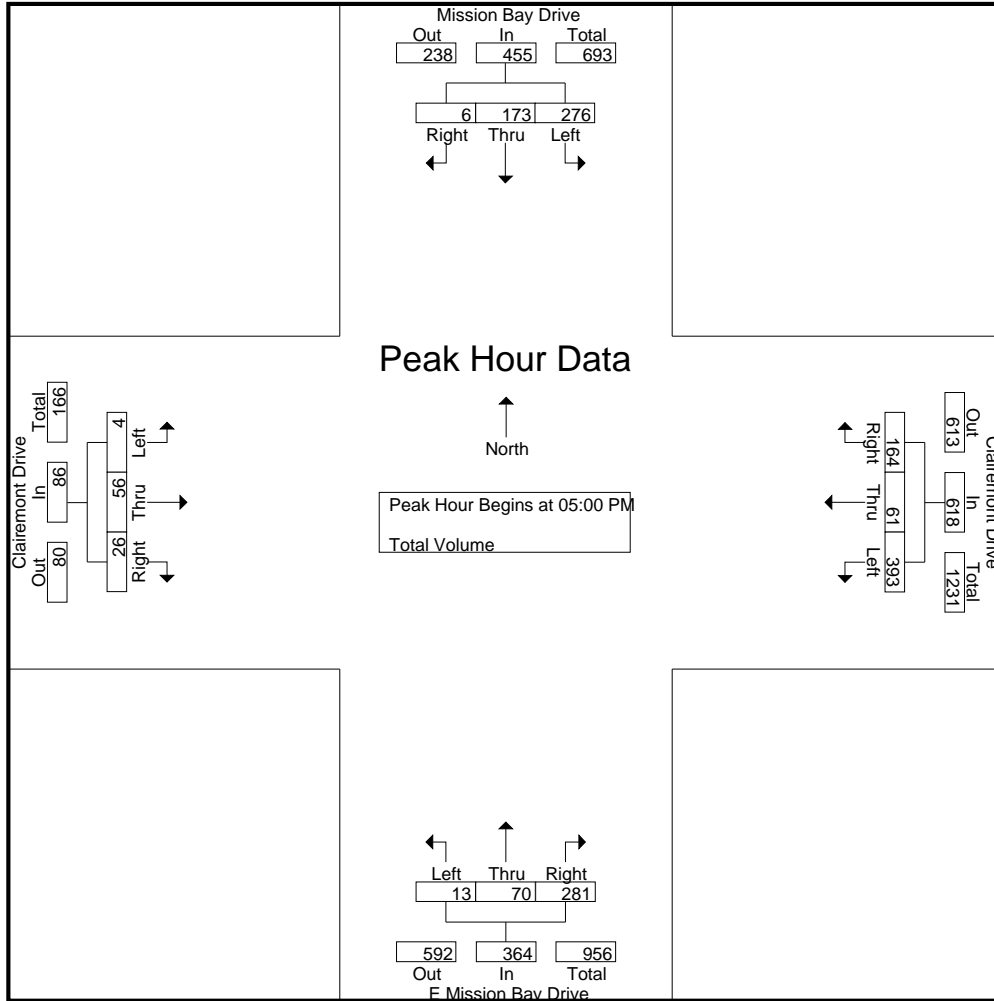 Mission Bay Drive
Out In Total
238 455 693
6 173 276
Right Thru Left
Peak Hour Data
North
Peak Hour Begins at 05:00 PM
Total Volume
Clairemont Drive
Out In Total
80 86 166
26 56 4
Right Thru Left
Clairemont Drive
Out In Total
613 618 1231
164 61 393
Right Thru Left
Left Thru Right
13 70 281
592 364 956
Out In Total
E Mission Bay Drive